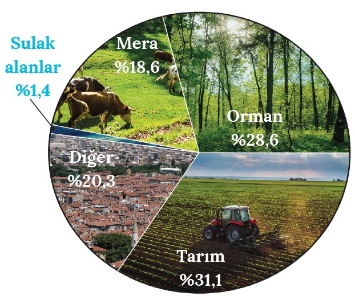 Sulak
alanlar
%1,4
Mera
%18,6
Orman
%28,6
Diğer
%20,3
Tarım
%31,1